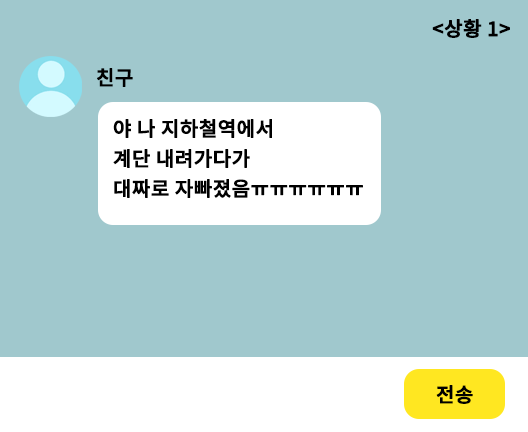 <상황 1>
친구
야 나 지하철역에서
계단 내려가다가
대짜로 자빠졌음ㅠㅠㅠㅠㅠㅠ
전송